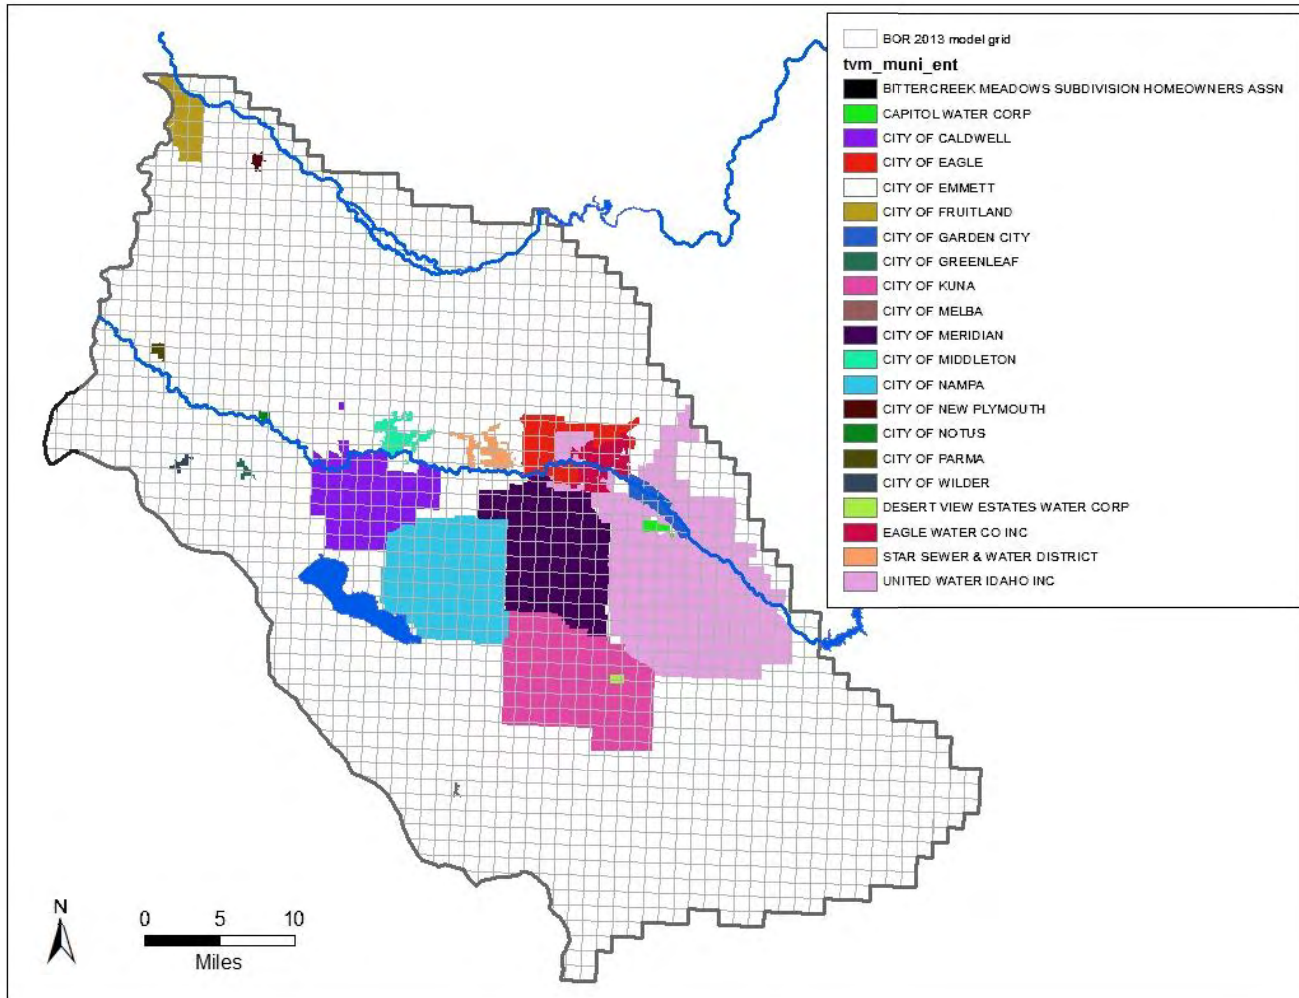 BOR 2013 model grid
tvm_muni_ent
BITTERCREEK MEADOWS SUBDIVISION HOMEOWNERS ASSN
CAPITOL WATER CORP
CITY OF CALDWELL
CITY OF EAGLE
CITY OF EMMETT
CITY OF FRUITLAND
CITY OF GARDEN CITY
CITY OF GREENLEAF
CITY OF KUNA
CITY OF MELBA
CITY OF MERIDIAN
CITY OF MIDDLETON
CITY OF NAMPA
CITY OF NEW PLYMOUTH
CITY OF NOTUS
CITY OF PARMA
CITY OF WILDER
DESERT VIEW ESTATES WATER CORP
EAGLE WATER CO INC
STAR SEWER & WATER DISTRICT
UNITED WATER IDAHO INC
N
0 5 10
Miles